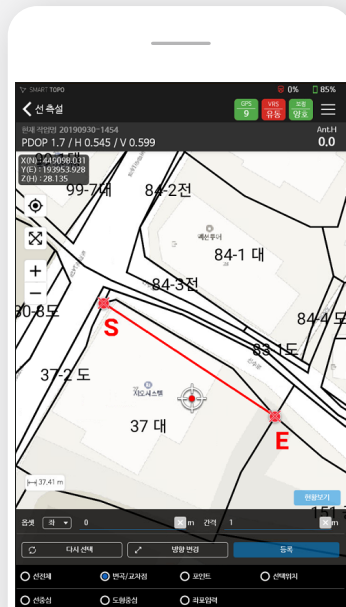 SMART TOPO
0%
85%
선측설
GPS
9
VRS
유동
보정
양호
현재 작업명 20190930-1454
PDOP 1.7 / H 0.545 / V 0.599
Ant.H
0.0
X(N) : 449098.031
Y(E) : 193953.928
Z(H) : 28.135
99-7대
84-2전
84-1 대
84-3전
+
−
80-8도
S
84-4 도
83-1도
37-2 도
지오시스템
37 대
E
37.41 m
현황보기
151
옵셋
좌
0
x
m
간격
1
x
m
다시 선택
방향 변경
등록
선전체
변곡/교차점
포인트
선택위치
선중심
도형중심
좌표입력